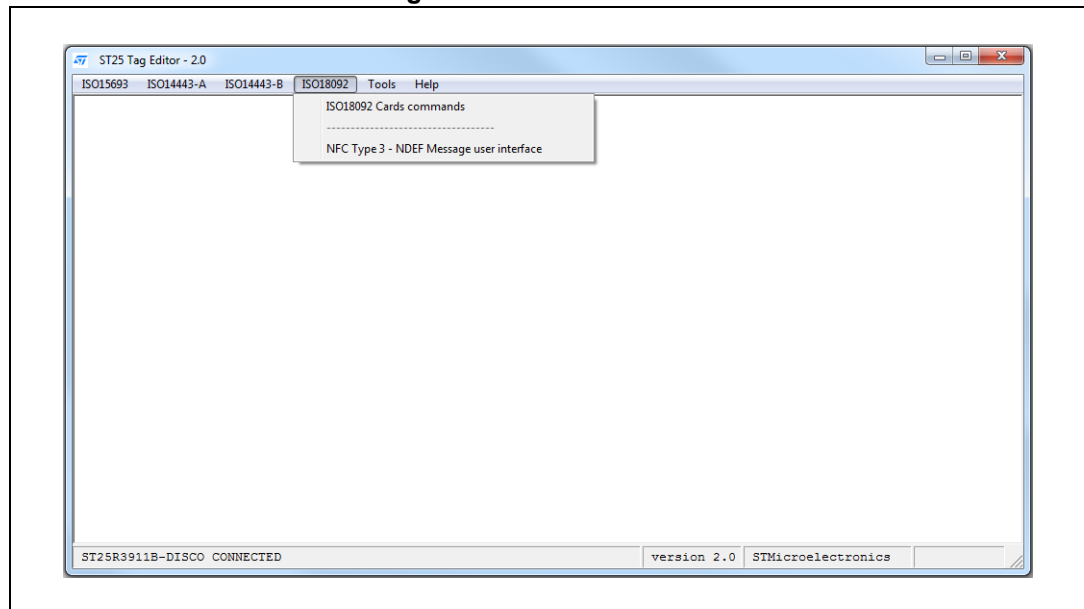 ST25 Tag Editor - 2.0
ISO15693 ISO14443-A ISO14443-B ISO18092 Tools Help
ISO18092 Cards commands
----------------------------------
NFC Type 3 - NDEF Message user interface
ST25R3911B-DISCO CONNECTED version 2.0 STMicroelectronics